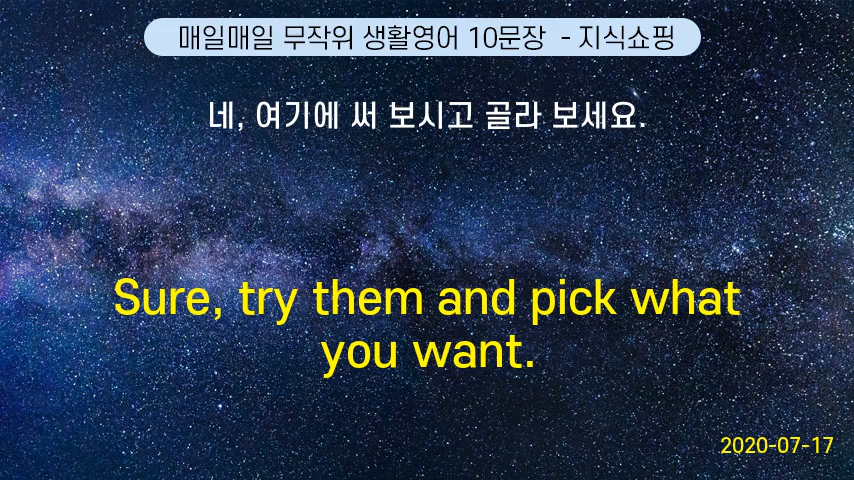 매일매일 무작위 생활영어 10문장 - 지식쇼핑
네, 여기에 써 보시고 골라 보세요.
Sure, try them and pick what
you want.
2020-07-17